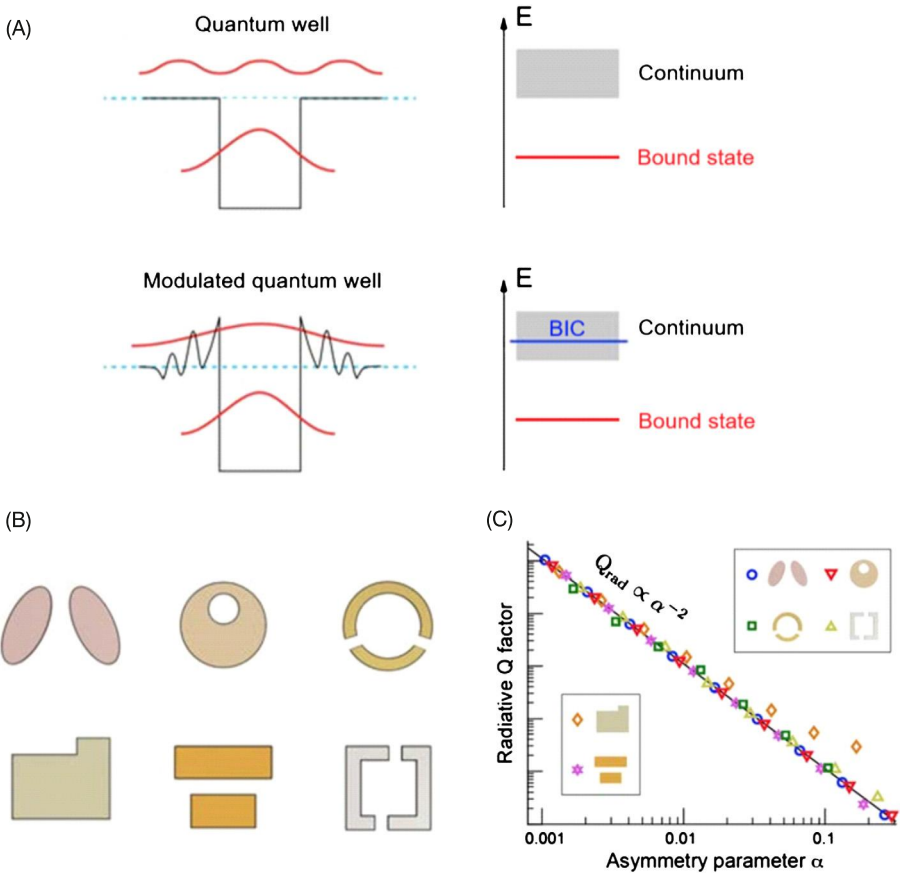 (A)
Quantum well
E
Continuum
Bound state
Modulated quantum well
E
BIC
Continuum
Bound state
(B)
(C)
Qrad ∝ α−2
Radiative Q factor
0.001
0.01
0.1
Asymmetry parameter α